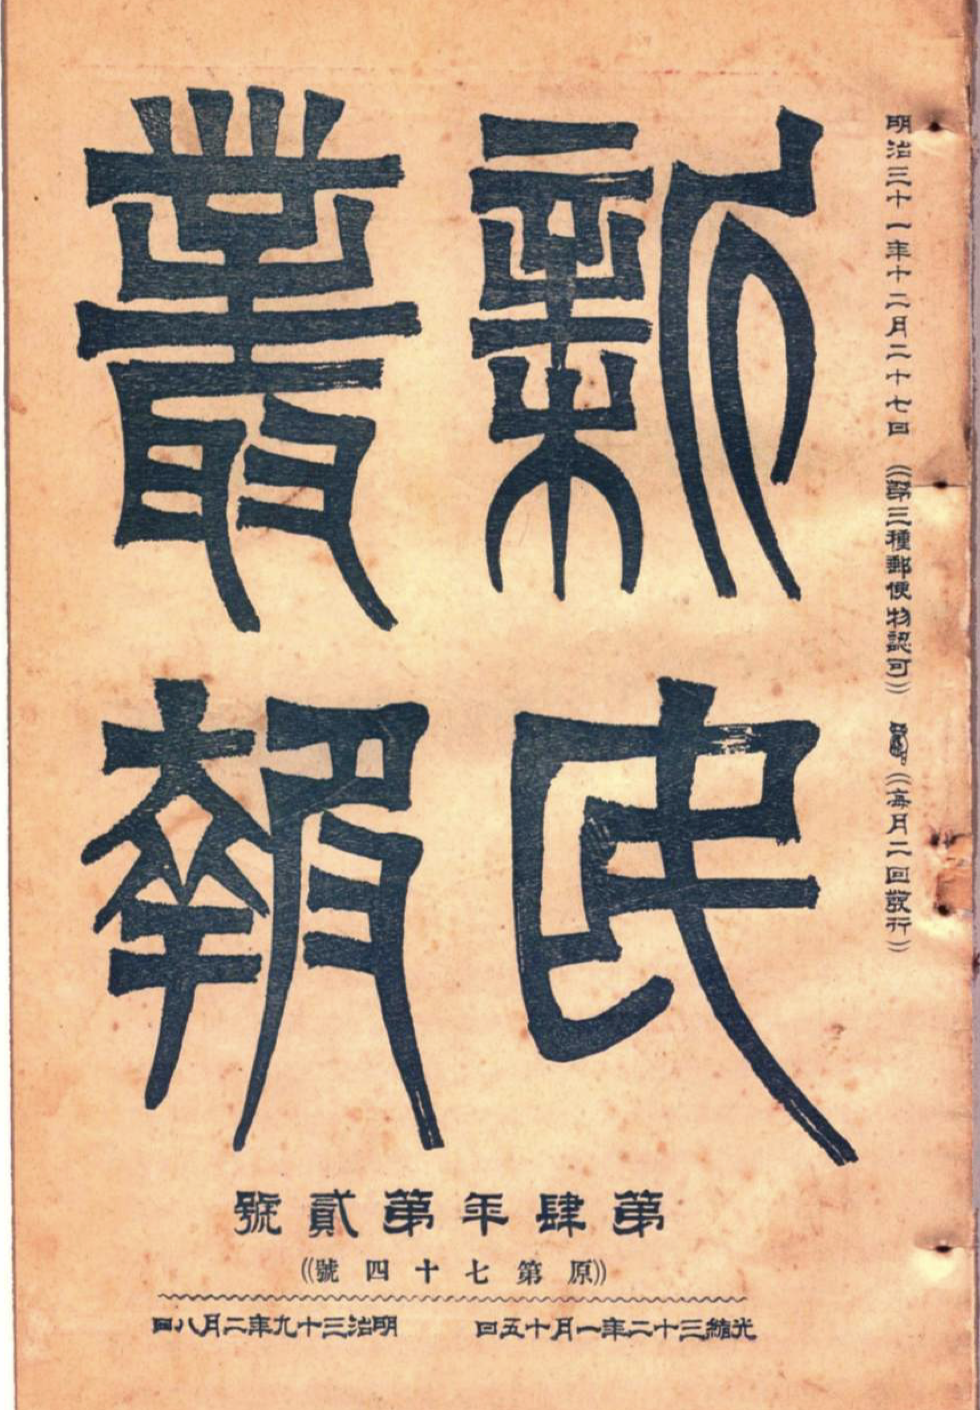 明治三十一年十二月二十七日 ((第三種郵便物認可)) ((每月二回發行))
新民
叢報
第肆年第貳號
((原第七十四號))
光緒三十二年一月十五日 明治三十九年二月八日